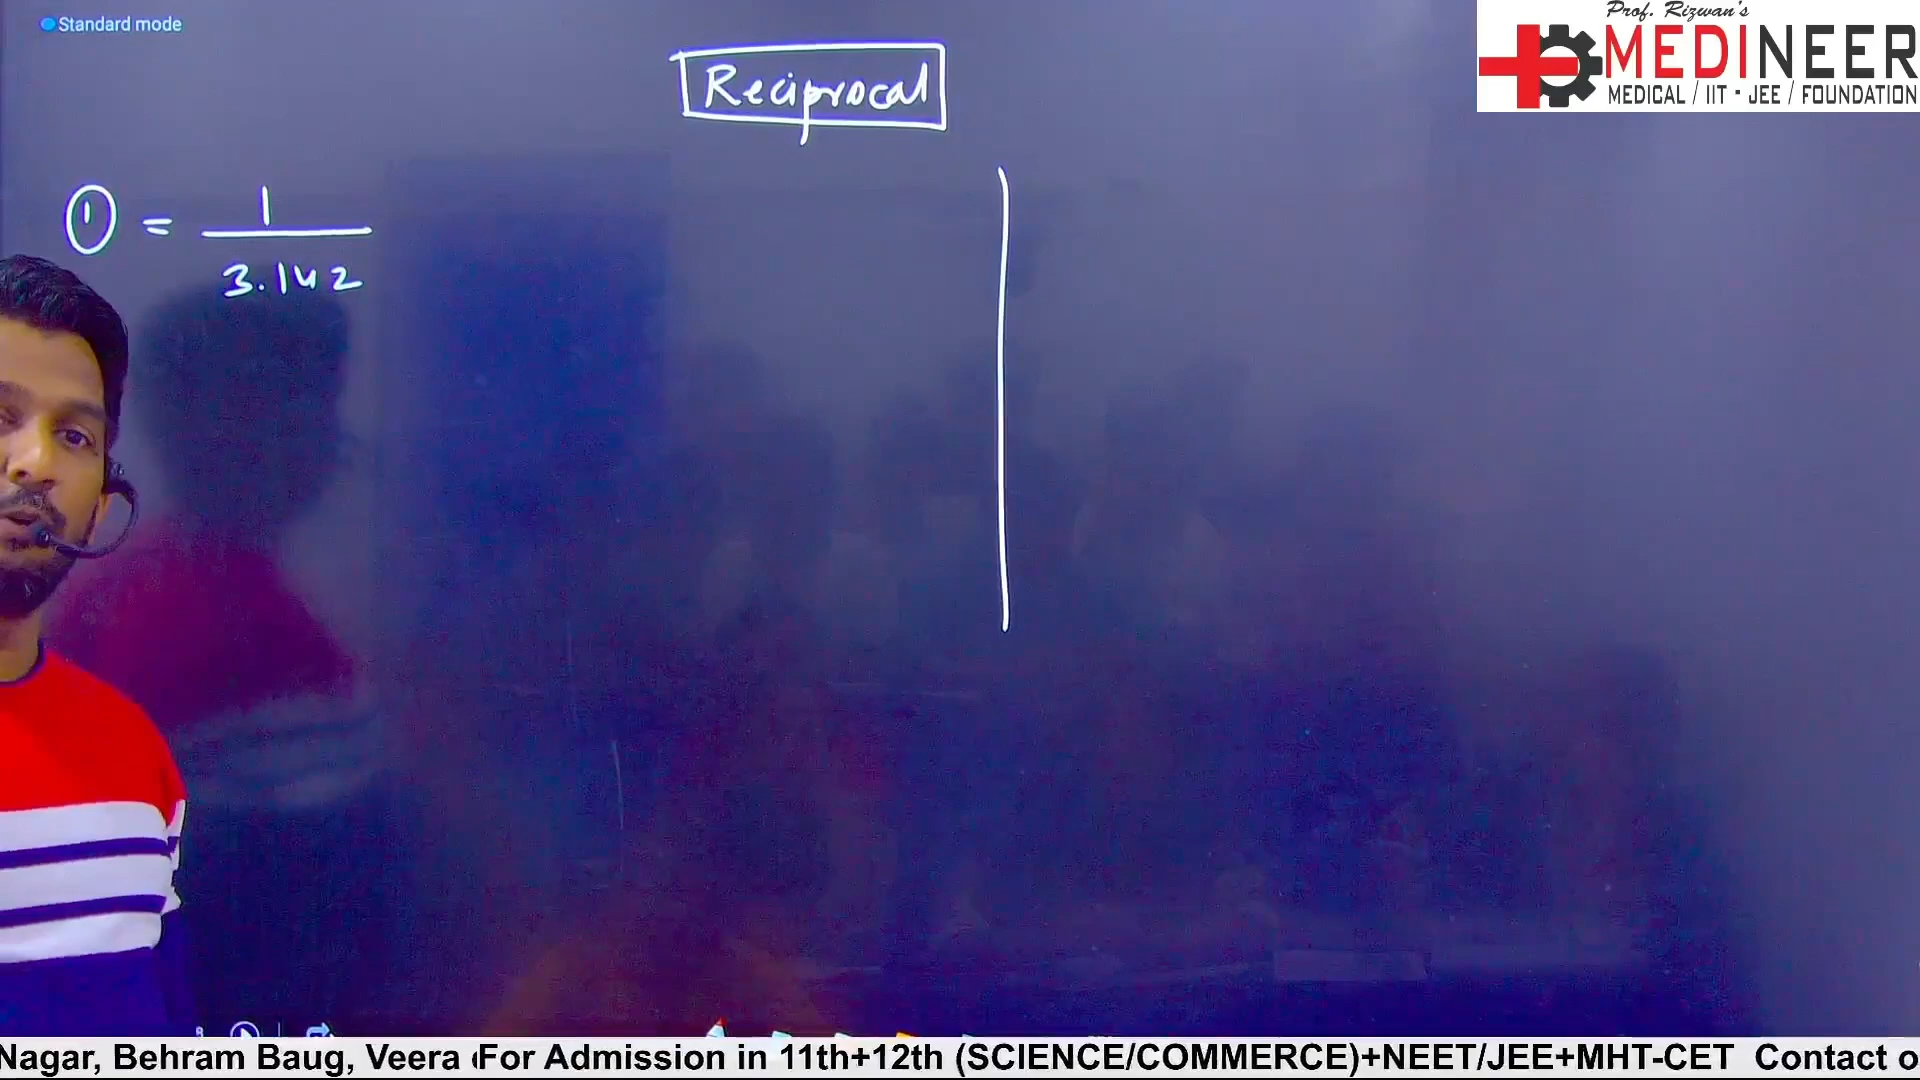 Standard mode
Prof. Rizwan's
MEDINEER
MEDICAL / IIT - JEE / FOUNDATION
Reciprocal
① = 1
3.142
Nagar, Behram Baug, Veera For Admission in 11th+12th (SCIENCE/COMMERCE)+NEET/JEE+MHT-CET Contact o